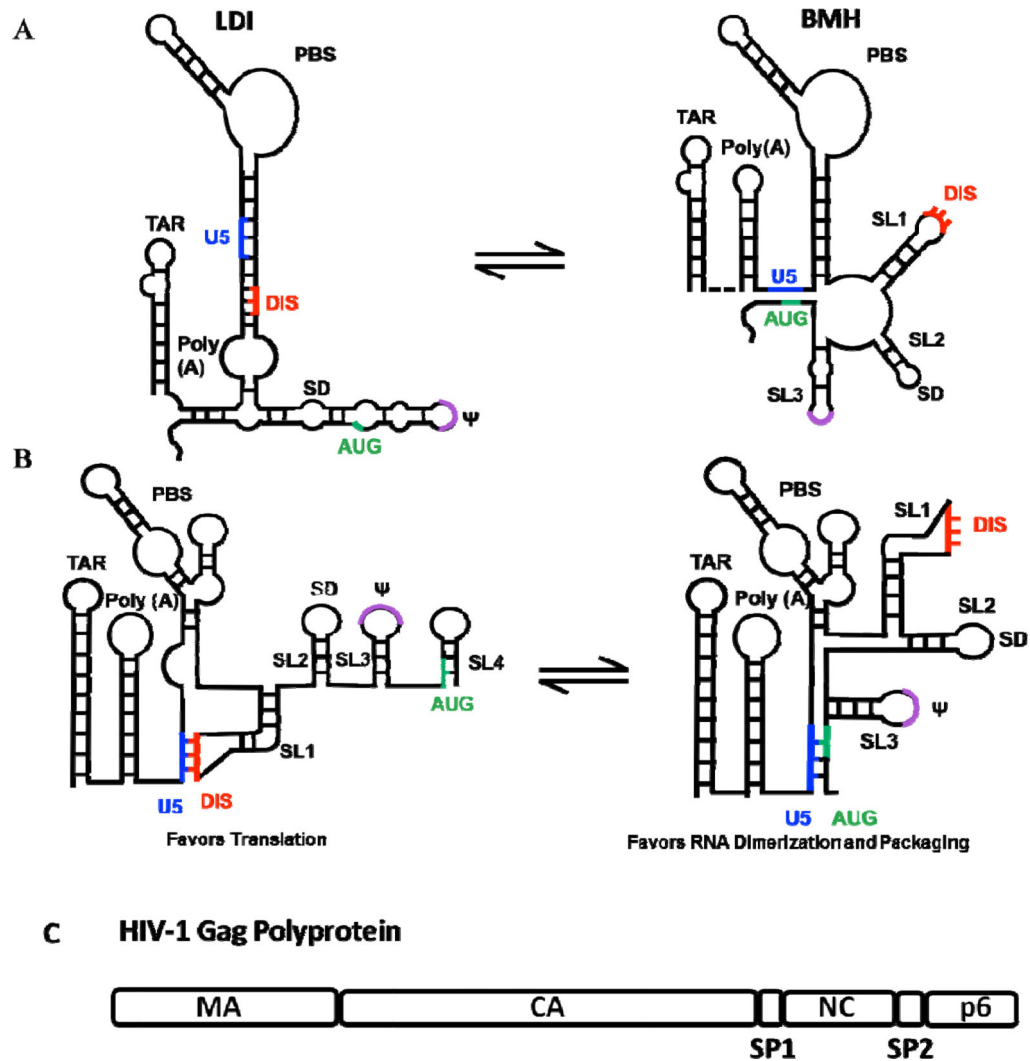 A
LDI
BMH
PBS
PBS
TAR
Poly(A)
DIS
SL1
TAR
U5
U5
DIS
AUG
SL2
Poly
(A)
SD
SL3
SD
Ψ
AUG
B
PBS
SL1
DIS
PBS
TAR
SD
Ψ
TAR
Poly (A)
Poly (A)
SL2
SD
SL2
SL3
SL4
AUG
Ψ
SL3
SL1
U5
DIS
U5
AUG
Favors Translation
Favors RNA Dimerization and Packaging
C
HIV-1 Gag Polyprotein
MA
CA
NC
p6
SP1
SP2